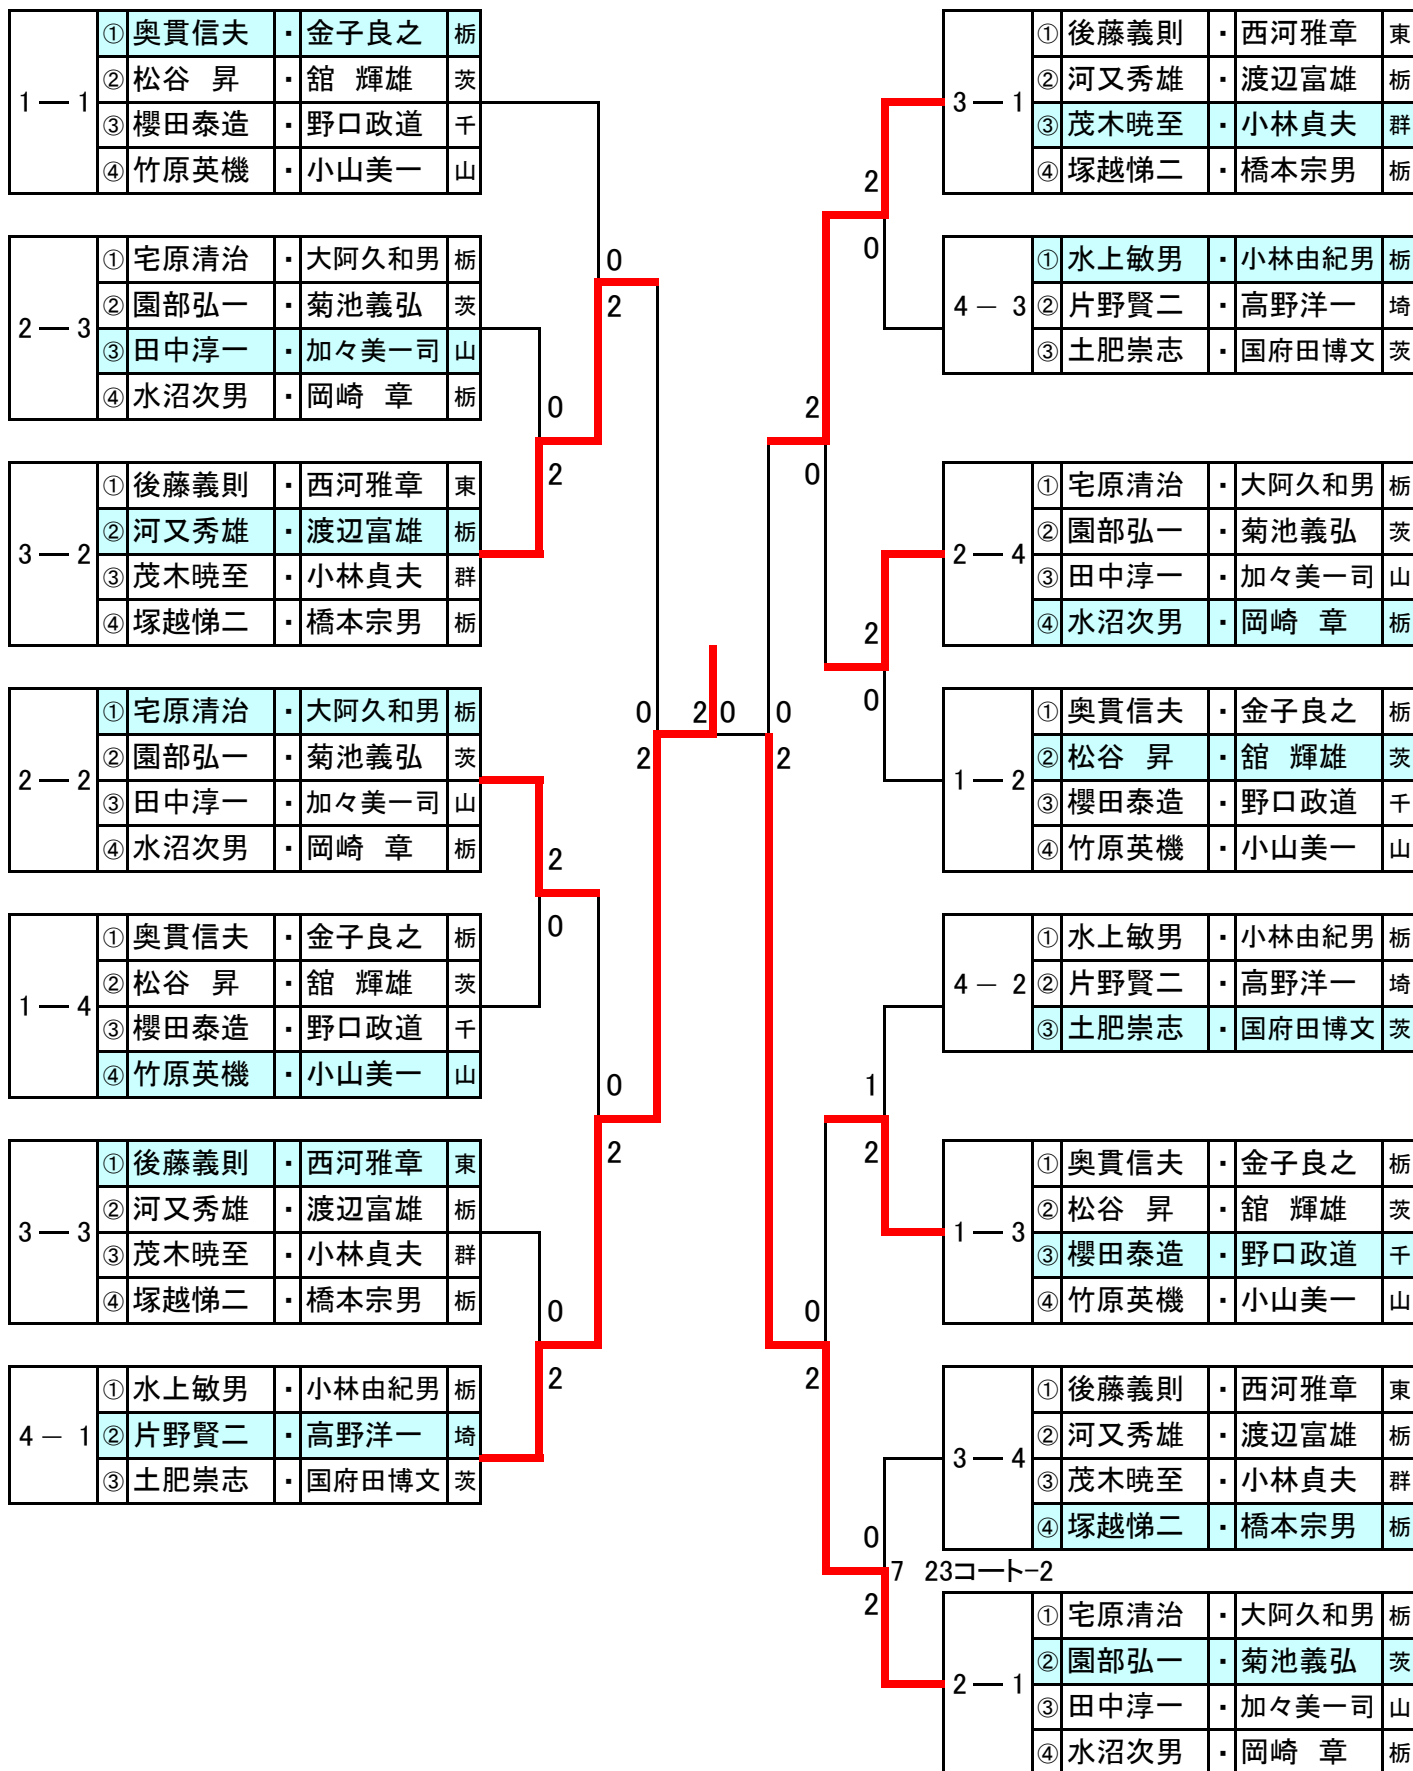 1 ― 1
① 奥貫信夫 ・ 金子良之 栃
② 松谷 昇 ・ 舘 輝雄 茨
③ 櫻田泰造 ・ 野口政道 千
④ 竹原英機 ・ 小山美一 山
2 ― 3
① 宅原清治 ・ 大阿久和男 栃
② 園部弘一 ・ 菊池義弘 茨
③ 田中淳一 ・ 加々美一司 山
④ 水沼次男 ・ 岡崎 章 栃
3 ― 2
① 後藤義則 ・ 西河雅章 東
② 河又秀雄 ・ 渡辺富雄 栃
③ 茂木暁至 ・ 小林貞夫 群
④ 塚越悌二 ・ 橋本宗男 栃
2 ― 2
① 宅原清治 ・ 大阿久和男 栃
② 園部弘一 ・ 菊池義弘 茨
③ 田中淳一 ・ 加々美一司 山
④ 水沼次男 ・ 岡崎 章 栃
1 ― 4
① 奥貫信夫 ・ 金子良之 栃
② 松谷 昇 ・ 舘 輝雄 茨
③ 櫻田泰造 ・ 野口政道 千
④ 竹原英機 ・ 小山美一 山
3 ― 3
① 後藤義則 ・ 西河雅章 東
② 河又秀雄 ・ 渡辺富雄 栃
③ 茂木暁至 ・ 小林貞夫 群
④ 塚越悌二 ・ 橋本宗男 栃
4 － 1
① 水上敏男 ・ 小林由紀男 栃
② 片野賢二 ・ 高野洋一 埼
③ 土肥崇志 ・ 国府田博文 茨
0
2
0
2
2
0
0
2
0
2
0
2
2 0
0
2
2
0
2
0
2
0
1
2
0
2
0
2
7 23コート-2
3 ― 1
① 後藤義則 ・ 西河雅章 東
② 河又秀雄 ・ 渡辺富雄 栃
③ 茂木暁至 ・ 小林貞夫 群
④ 塚越悌二 ・ 橋本宗男 栃
4 － 3
① 水上敏男 ・ 小林由紀男 栃
② 片野賢二 ・ 高野洋一 埼
③ 土肥崇志 ・ 国府田博文 茨
2 ― 4
① 宅原清治 ・ 大阿久和男 栃
② 園部弘一 ・ 菊池義弘 茨
③ 田中淳一 ・ 加々美一司 山
④ 水沼次男 ・ 岡崎 章 栃
1 ― 2
① 奥貫信夫 ・ 金子良之 栃
② 松谷 昇 ・ 舘 輝雄 茨
③ 櫻田泰造 ・ 野口政道 千
④ 竹原英機 ・ 小山美一 山
4 － 2
① 水上敏男 ・ 小林由紀男 栃
② 片野賢二 ・ 高野洋一 埼
③ 土肥崇志 ・ 国府田博文 茨
1 ― 3
① 奥貫信夫 ・ 金子良之 栃
② 松谷 昇 ・ 舘 輝雄 茨
③ 櫻田泰造 ・ 野口政道 千
④ 竹原英機 ・ 小山美一 山
3 ― 4
① 後藤義則 ・ 西河雅章 東
② 河又秀雄 ・ 渡辺富雄 栃
③ 茂木暁至 ・ 小林貞夫 群
④ 塚越悌二 ・ 橋本宗男 栃
2 ― 1
① 宅原清治 ・ 大阿久和男 栃
② 園部弘一 ・ 菊池義弘 茨
③ 田中淳一 ・ 加々美一司 山
④ 水沼次男 ・ 岡崎 章 栃